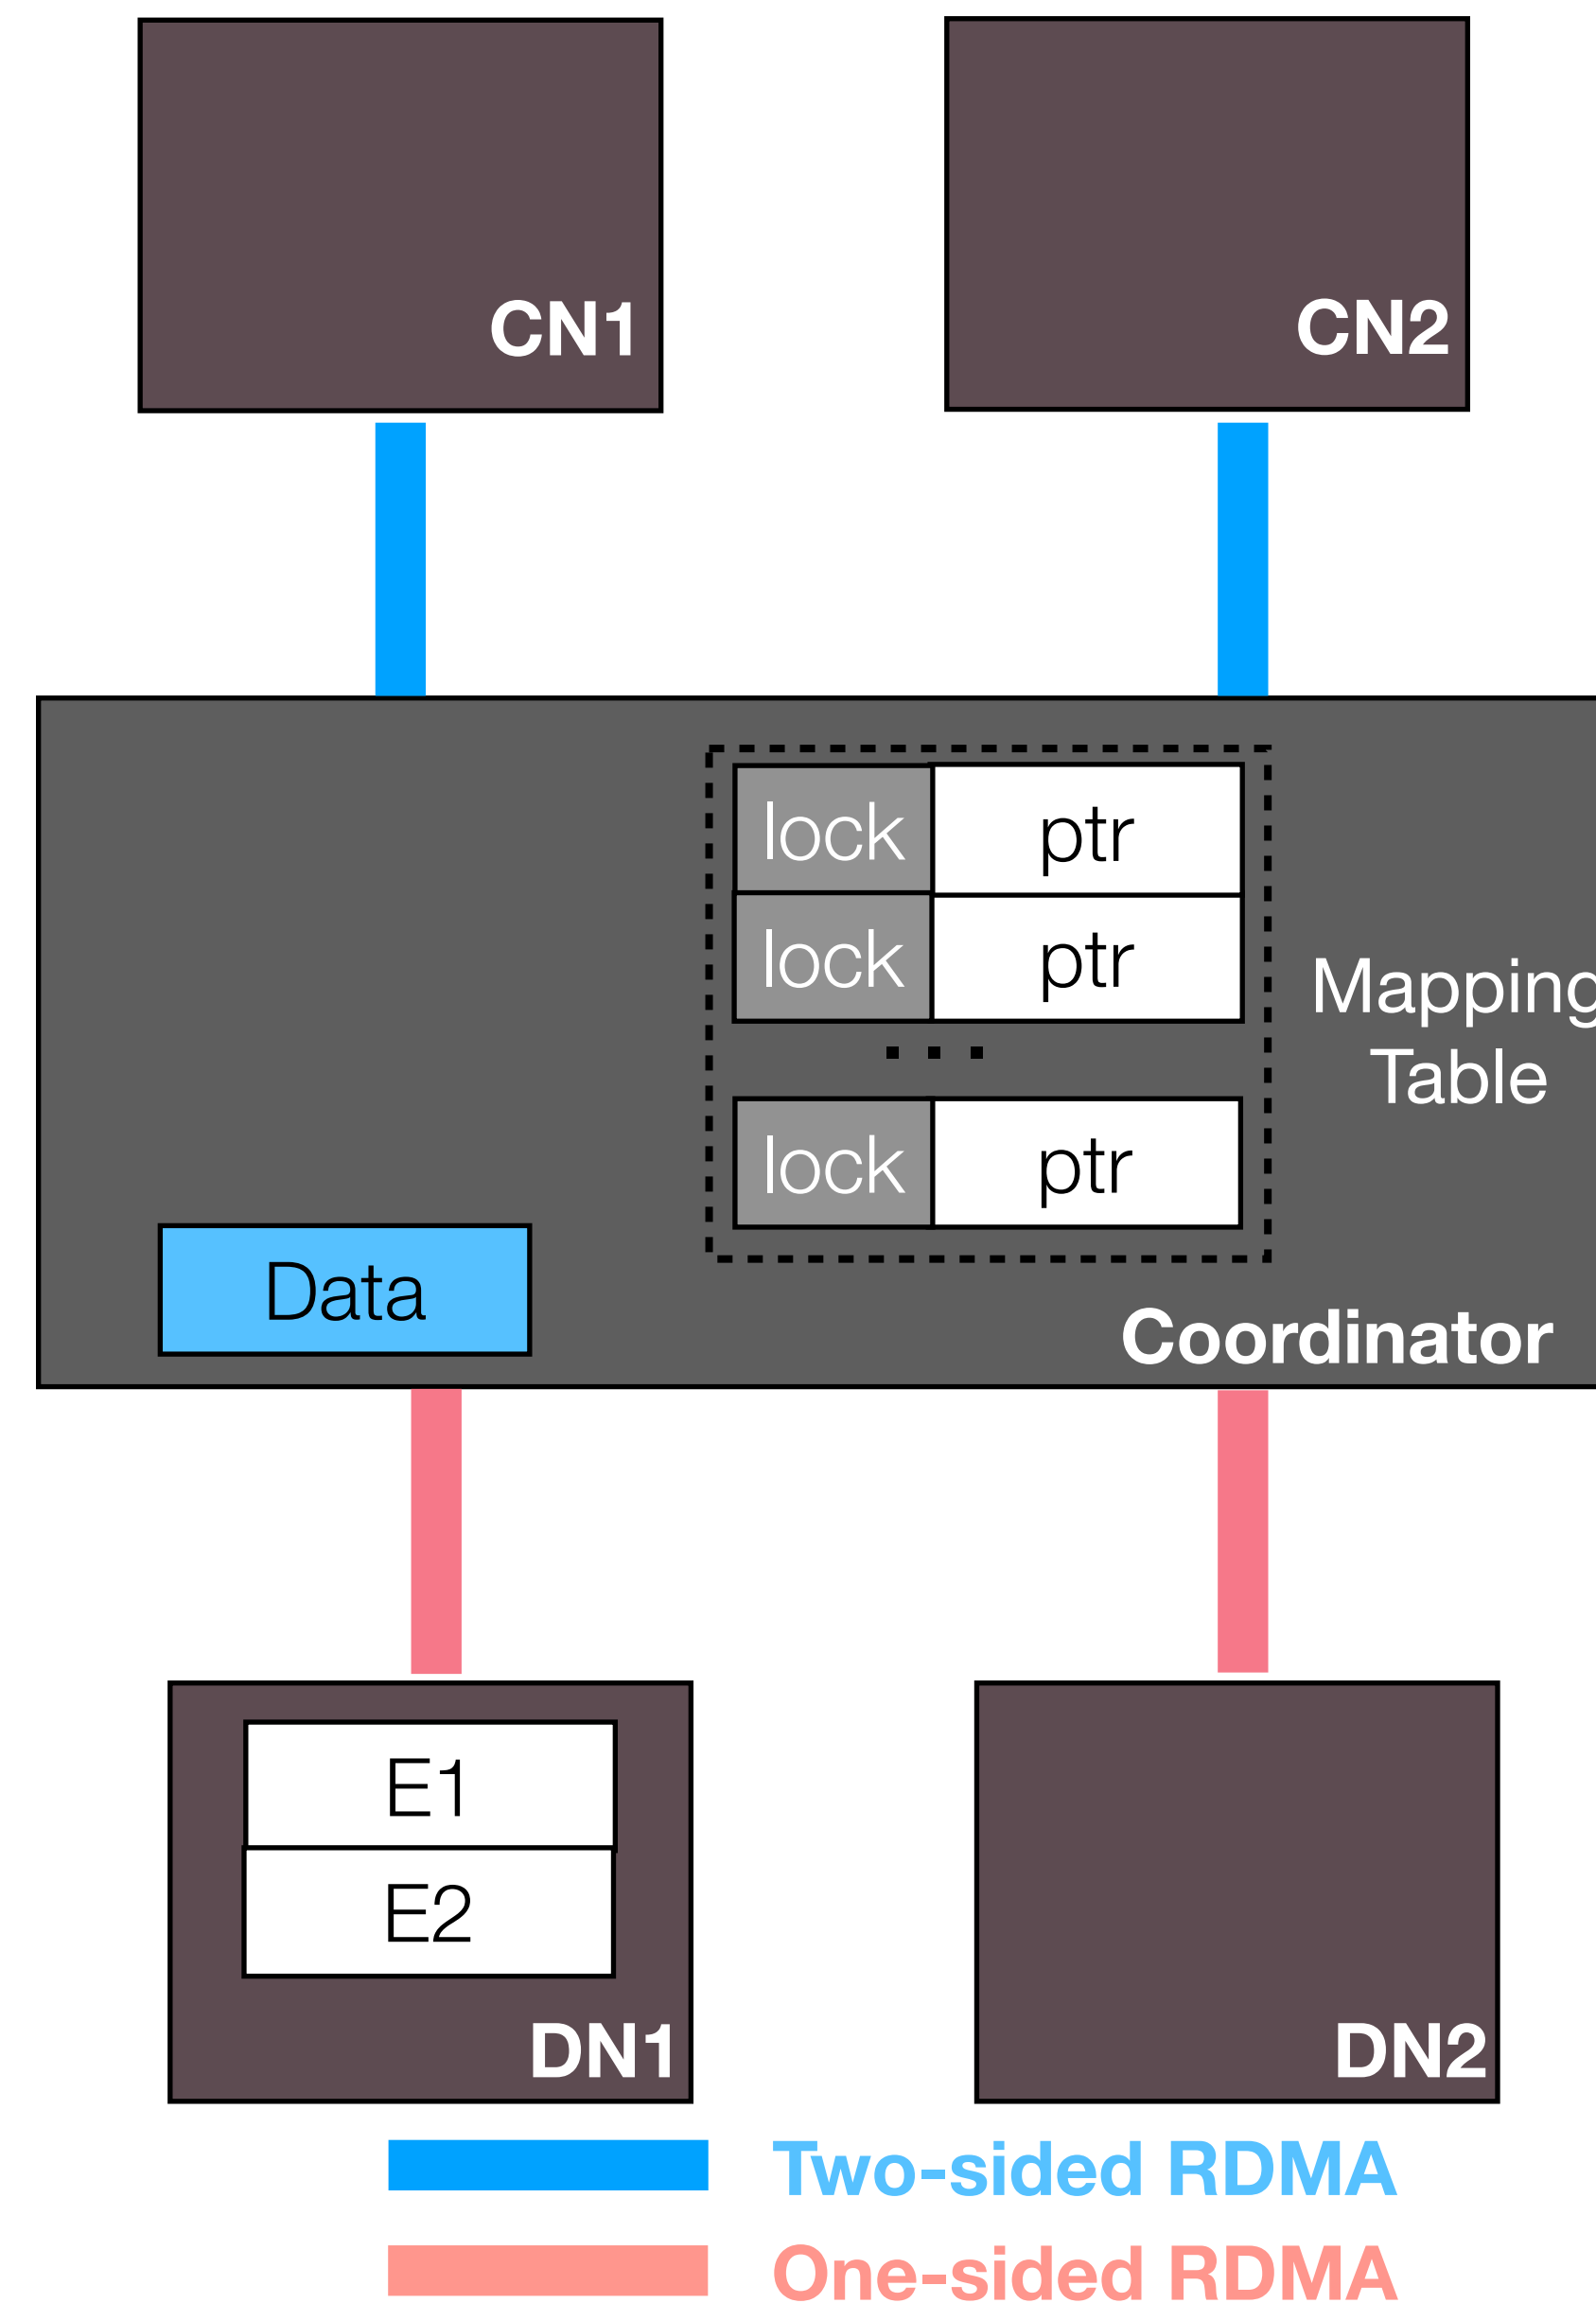 CN1
CN2
lock ptr
lock ptr
...
Mapping
Table
lock ptr
Data
Coordinator
E1
E2
DN1
DN2
Two-sided RDMA
One-sided RDMA